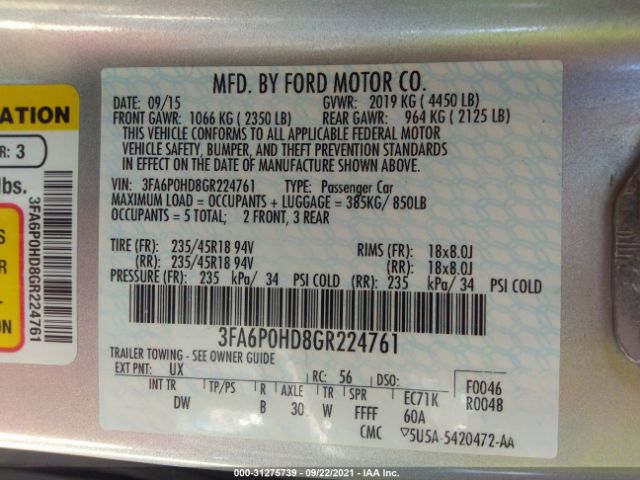 MFD. BY FORD MOTOR CO.
DATE: 09/15 GVWR: 2019 KG ( 4450 LB)
FRONT GAWR: 1066 KG ( 2350 LB) REAR GAWR: 964 KG ( 2125 LB)
THIS VEHICLE CONFORMS TO ALL APPLICABLE FEDERAL MOTOR
VEHICLE SAFETY, BUMPER, AND THEFT PREVENTION STANDARDS
IN EFFECT ON THE DATE OF MANUFACTURE SHOWN ABOVE.
VIN: 3FA6P0HD8GR224761 TYPE: Passenger Car
MAXIMUM LOAD = OCCUPANTS + LUGGAGE = 385KG/ 850LB
OCCUPANTS = 5 TOTAL; 2 FRONT, 3 REAR
TIRE (FR): 235/45R18 94V RIMS (FR): 18x8.0J
(RR): 235/45R18 94V (RR): 18x8.0J
PRESSURE (FR): 235 kPa/ 34 PSI COLD (RR): 235 kPa/ 34 PSI COLD
3FA6P0HD8GR224761
TRAILER TOWING - SEE OWNER GUIDE
EXT PNT: UX RC: 56 DSO: F0046
INT TR TP/PS R AXLE TR SPR EC71K R0048
DW B 30 W FFFF 60A
CMC ▽5U5A-5420472-AA
ATION
R: 3
lbs.
S
ER
ON
3FA6P0HD8GR224761
000-31275739 - 09/22/2021 - IAA Inc.